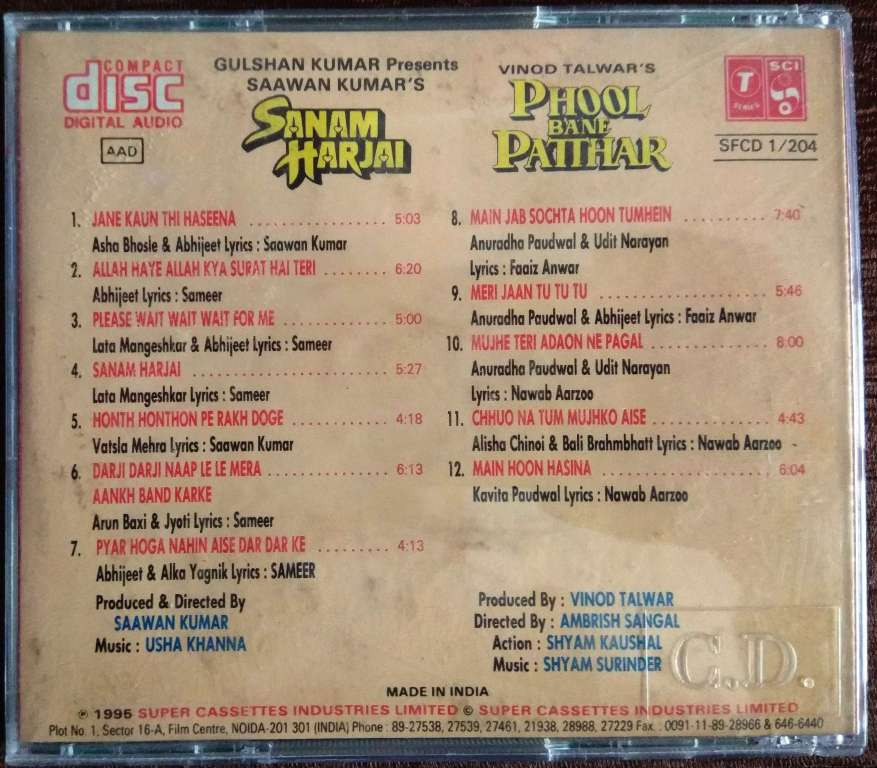 COMPACT
disc
DIGITAL AUDIO
AAD
GULSHAN KUMAR Presents
SAAWAN KUMAR'S
SANAM
HARJAI
VINOD TALWAR'S
PHOOL
BANE
PATTHAR
T
SERIES
SCI
SFCD 1/204
1. JANE KAUN THI HASEENA .................. 5:03
Asha Bhosle & Abhijeet Lyrics : Saawan Kumar
2. ALLAH HAYE ALLAH KYA SURAT HAI TERI ........ 6:20
Abhijeet Lyrics : Sameer
3. PLEASE WAIT WAIT WAIT FOR ME .............. 5:00
Lata Mangeshkar & Abhijeet Lyrics : Sameer
4. SANAM HARJAI ......................... 5:27
Lata Mangeshkar Lyrics : Sameer
5. HONTH HONTHON PE RAKH DOGE ............. 4:18
Vatsla Mehra Lyrics : Saawan Kumar
6. DARJI DARJI NAAP LE LE MERA ................ 6:13
AANKH BAND KARKE
Arun Baxi & Jyoti Lyrics : Sameer
7. PYAR HOGA NAHIN AISE DAR DAR KE ......... 4:13
Abhijeet & Alka Yagnik Lyrics : SAMEER
Produced & Directed By
SAAWAN KUMAR
Music : USHA KHANNA
8. MAIN JAB SOCHTA HOON TUMHEIN ........... 7:40
Anuradha Paudwal & Udit Narayan
Lyrics : Faaiz Anwar
9. MERI JAAN TU TU TU ..................... 5:46
Anuradha Paudwal & Abhijeet Lyrics : Faaiz Anwar
10. MUJHE TERI ADAON NE PAGAL .............. 8:00
Anuradha Paudwal & Udit Narayan
Lyrics : Nawab Aarzoo
11. CHHUO NA TUM MUJHKO AISE .............. 4:43
Alisha Chinoi & Bali Brahmbhatt Lyrics : Nawab Aarzoo -
12. MAIN HOON HASINA ..................... 6:04
Kavita Paudwal Lyrics : Nawab Aarzoo
Produced By : VINOD TALWAR
Directed By : AMBRISH SANGAL
Action : SHYAM KAUSHAL
Music : SHYAM SURINDER
C.D.
MADE IN INDIA
℗ 1995 SUPER CASSETTES INDUSTRIES LIMITED © SUPER CASSETTES INDUSTRIES LIMITED
Plot No. 1, Sector 16-A, Film Centre, NOIDA-201 301 (INDIA) Phone : 89-27538, 27539, 27461, 21938, 28988, 27229 Fax : 0091-11-89-28966 & 646-6440